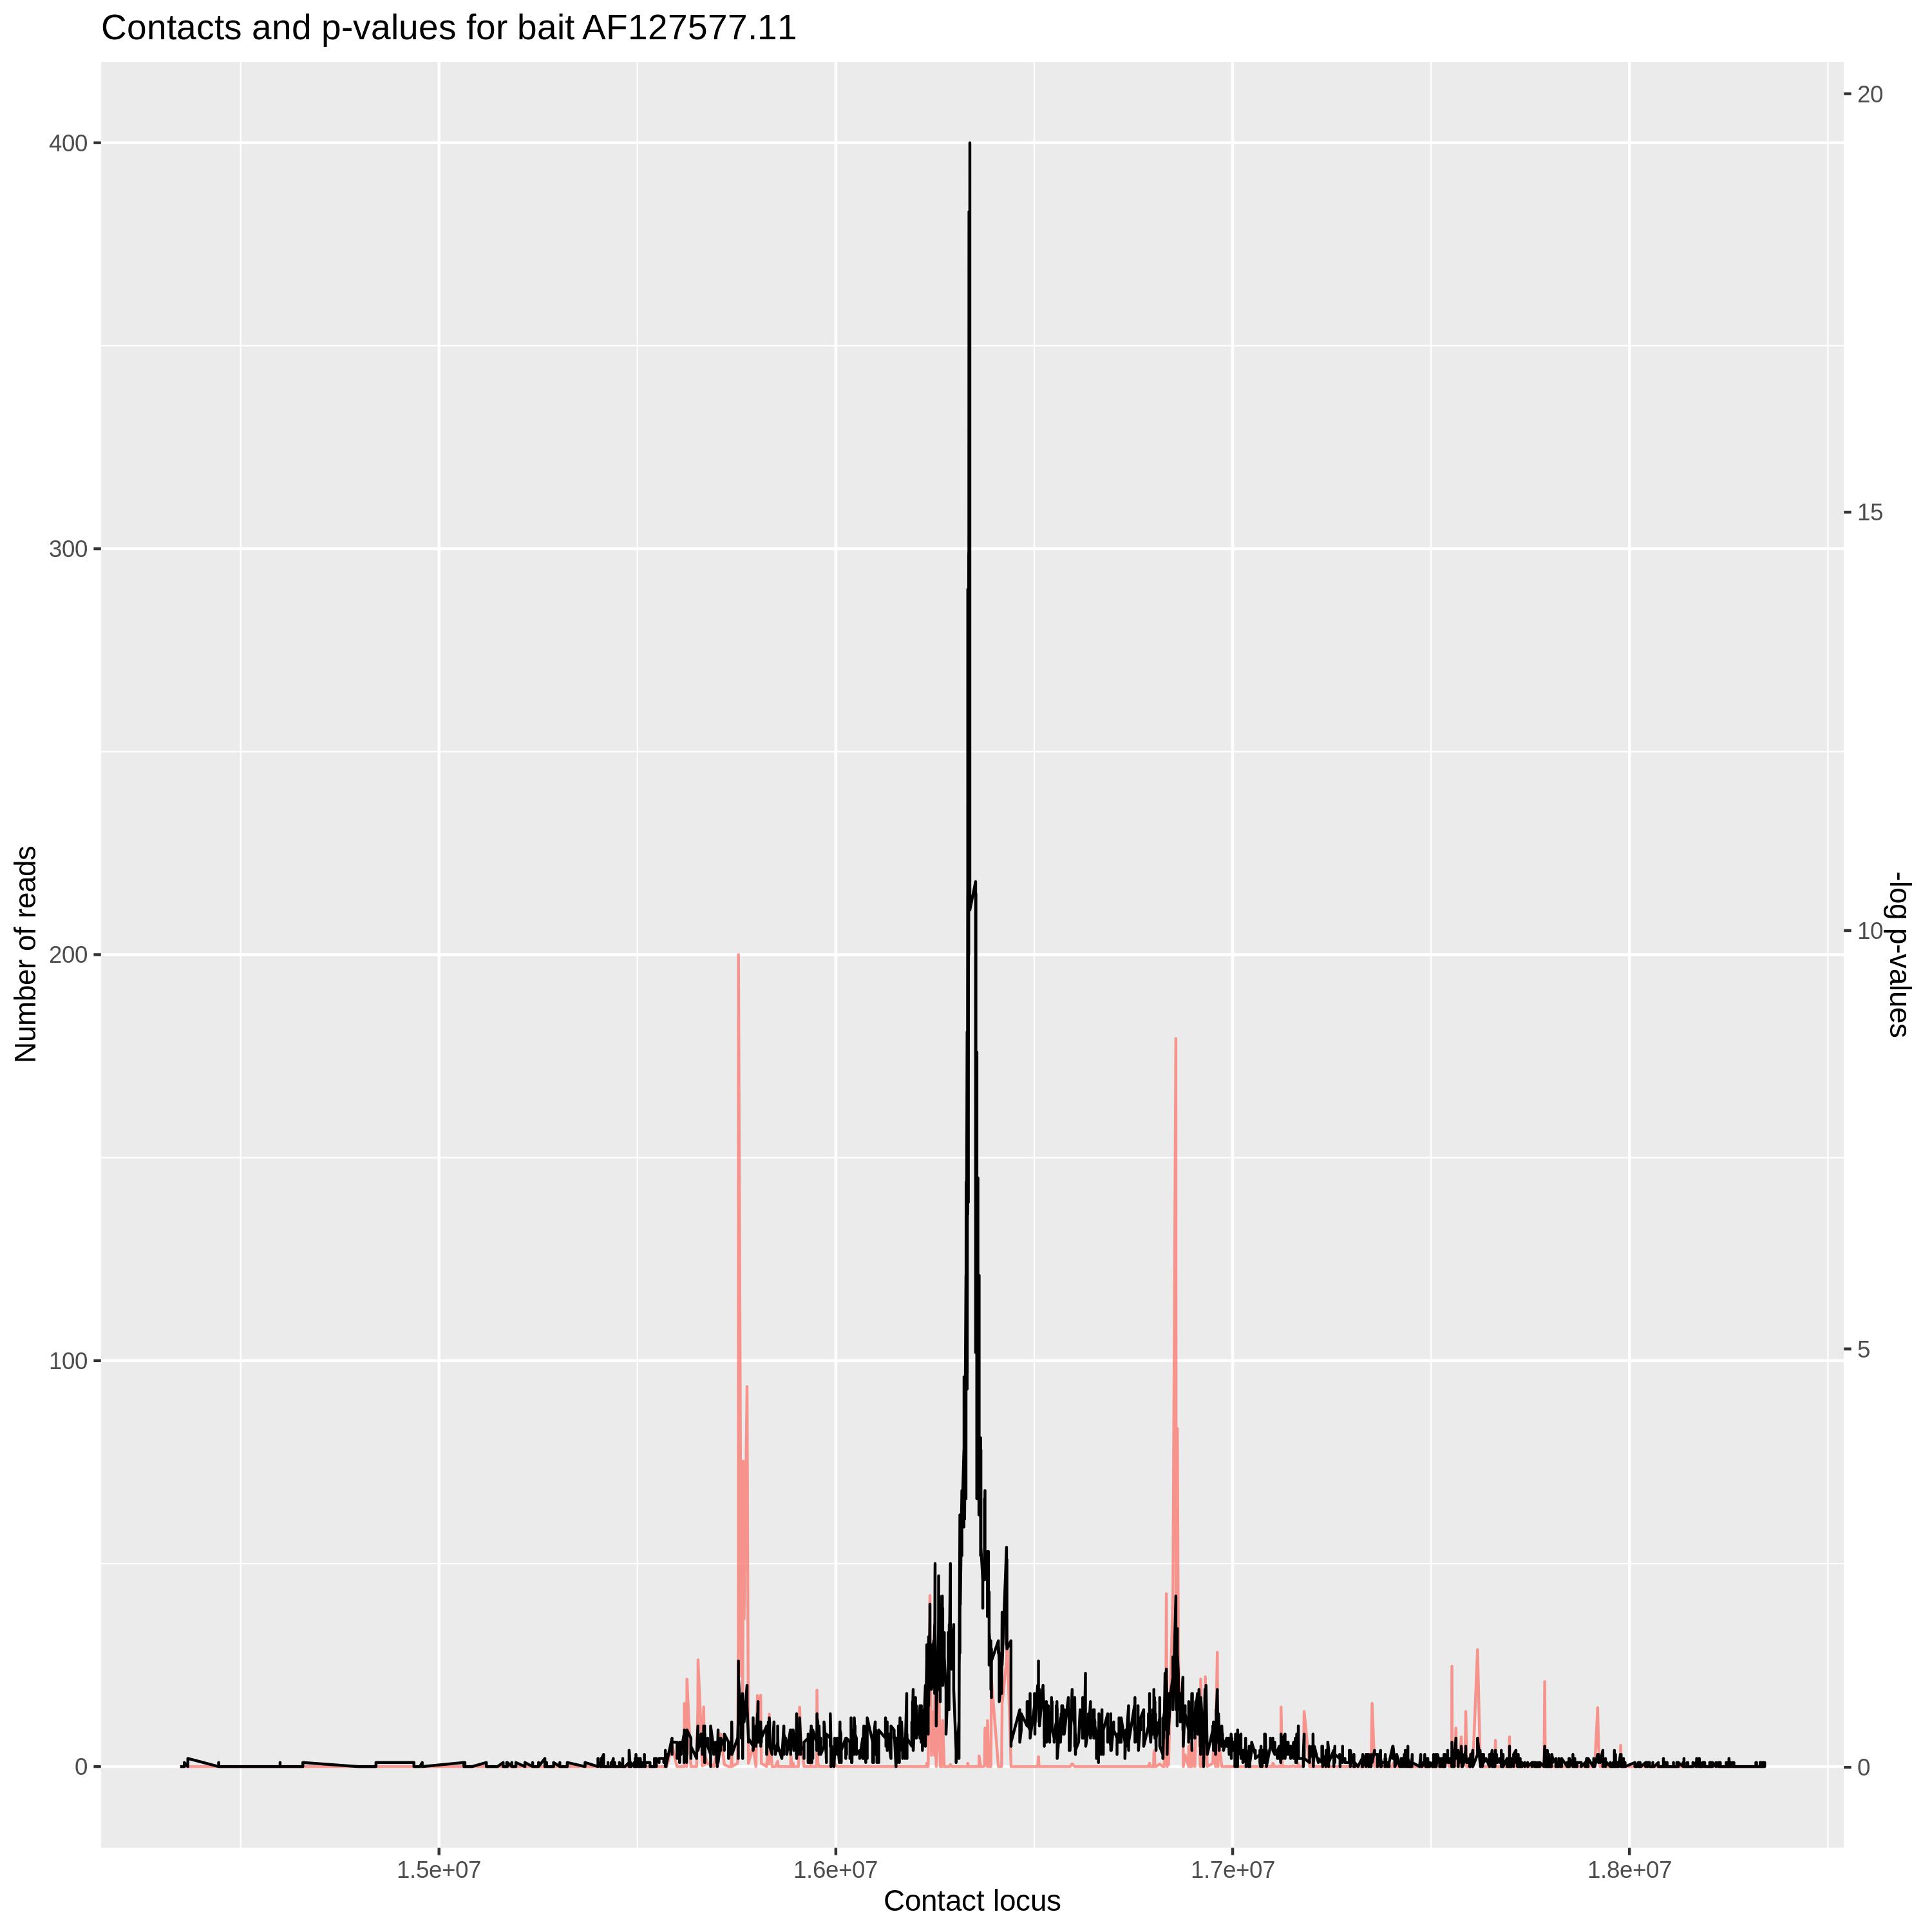 Contacts and p-values for bait AF127577.11
Number of reads
400
300
200
100
0
20
15
10
5
0
-log p-values
1.5e+07
1.6e+07
1.7e+07
1.8e+07
Contact locus